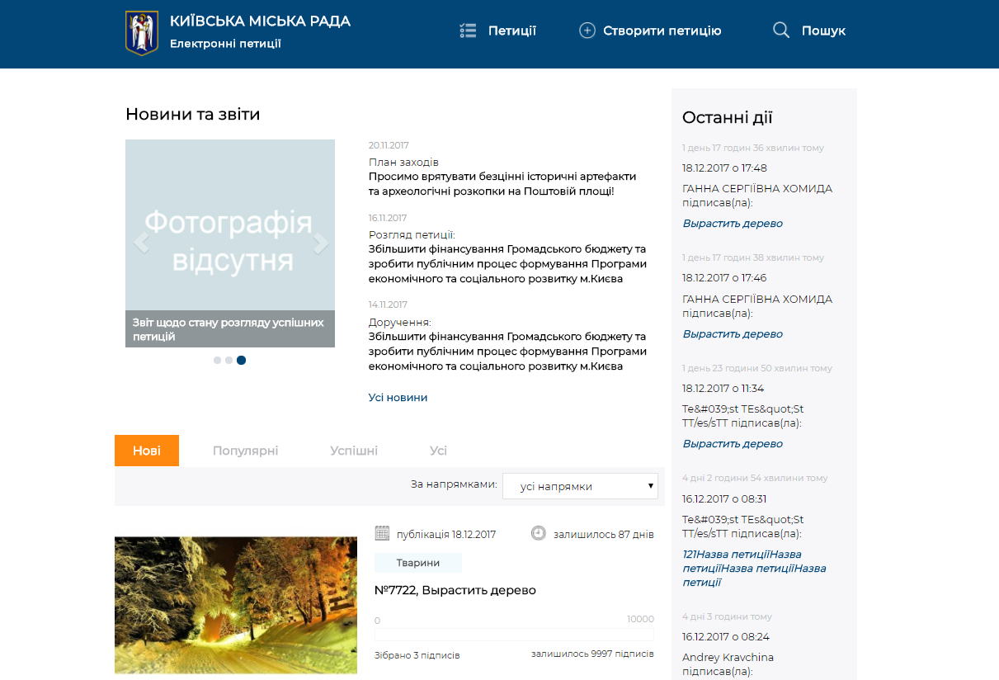 КИЇВСЬКА МІСЬКА РАДА
Електронні петиції
Петиції
Створити петицію
Пошук
Новини та звіти
Фотографія
відсутня
Звіт щодо стану розгляду успішних
петицій
20.11.2017
План заходів
Просимо врятувати безцінні історичні артефакти
та археологічні розкопки на Поштовій площі!
16.11.2017
Розгляд петиції:
Збільшити фінансування Громадського бюджету та
зробити публічним процес формування Програми
економічного та соціального розвитку м.Києва
14.11.2017
Доручення:
Збільшити фінансування Громадського бюджету та
зробити публічним процес формування Програми
економічного та соціального розвитку м.Києва
Усі новини
Нові
Популярні
Успішні
Усі
За напрямками:
усі напрямки
публікація 18.12.2017
залишилось 87 днів
Тварини
№7722, Вырастить дерево
0
10000
Зібрано 3 підписів
залишилось 9997 підписів
Останні дії
1 день 17 годин 36 хвилин тому
18.12.2017 о 17:48
ГАННА СЕРГІЇВНА ХОМИДА
підписав(ла):
Вырастить дерево
1 день 17 годин 38 хвилин тому
18.12.2017 о 17:46
ГАННА СЕРГІЇВНА ХОМИДА
підписав(ла):
Вырастить дерево
1 день 23 години 50 хвилин тому
18.12.2017 о 11:34
Te&#039;st TEs&quot;St
TT/es/sTT підписав(ла):
Вырастить дерево
4 дні 2 години 54 хвилини тому
16.12.2017 о 08:31
Te&#039;st TEs&quot;St
TT/es/sTT підписав(ла):
121Назва петиціїНазва
петиціїНазва петиціїНазва
петиції
4 дні 3 години тому
16.12.2017 о 08:24
Andrey Kravchina
підписав(ла):